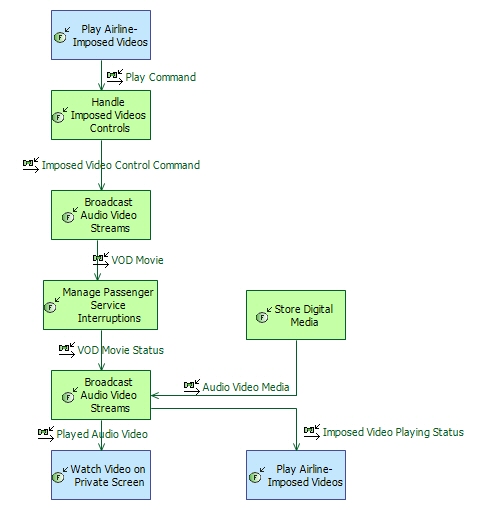 Play Airline-
Imposed Videos
Play Command
Handle
Imposed Videos
Controls
Imposed Video Control Command
Broadcast
Audio Video
Streams
VOD Movie
Manage Passenger
Service
Interruptions
Store Digital
Media
VOD Movie Status
Audio Video Media
Broadcast
Audio Video
Streams
Played Audio Video
Imposed Video Playing Status
Watch Video on
Private Screen
Play Airline-
Imposed Videos